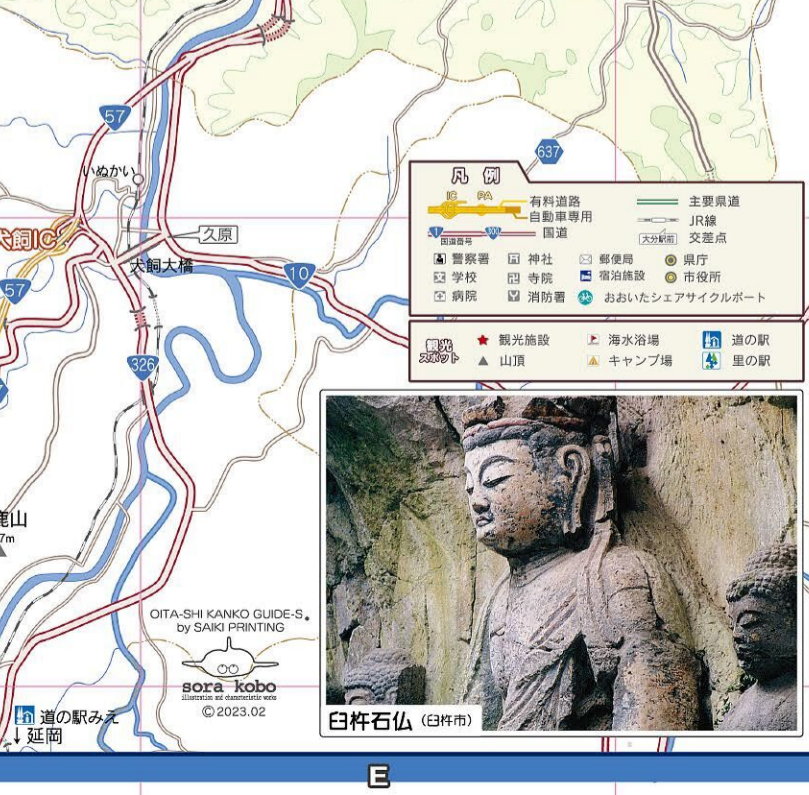 57
637
いぬかい
犬飼IC
久原
犬飼大橋
57
10
326
鹿山
7m
凡 例
IC
PA
有料道路
自動車専用
国道
国道番号
主要県道
JR線
大分駅前
交差点
警察署
神社
郵便局
県庁
学校
寺院
宿泊施設
市役所
病院
消防署
おおいたシェアサイクルポート
観光
スポット
観光施設
海水浴場
道の駅
山頂
キャンプ場
里の駅
OITA-SHI KANKO GUIDE-S.
by SAIKI PRINTING
sora kobo
illustration and characteristic works
©2023.02
臼杵石仏（臼杵市）
道の駅みえ
↓延岡
E